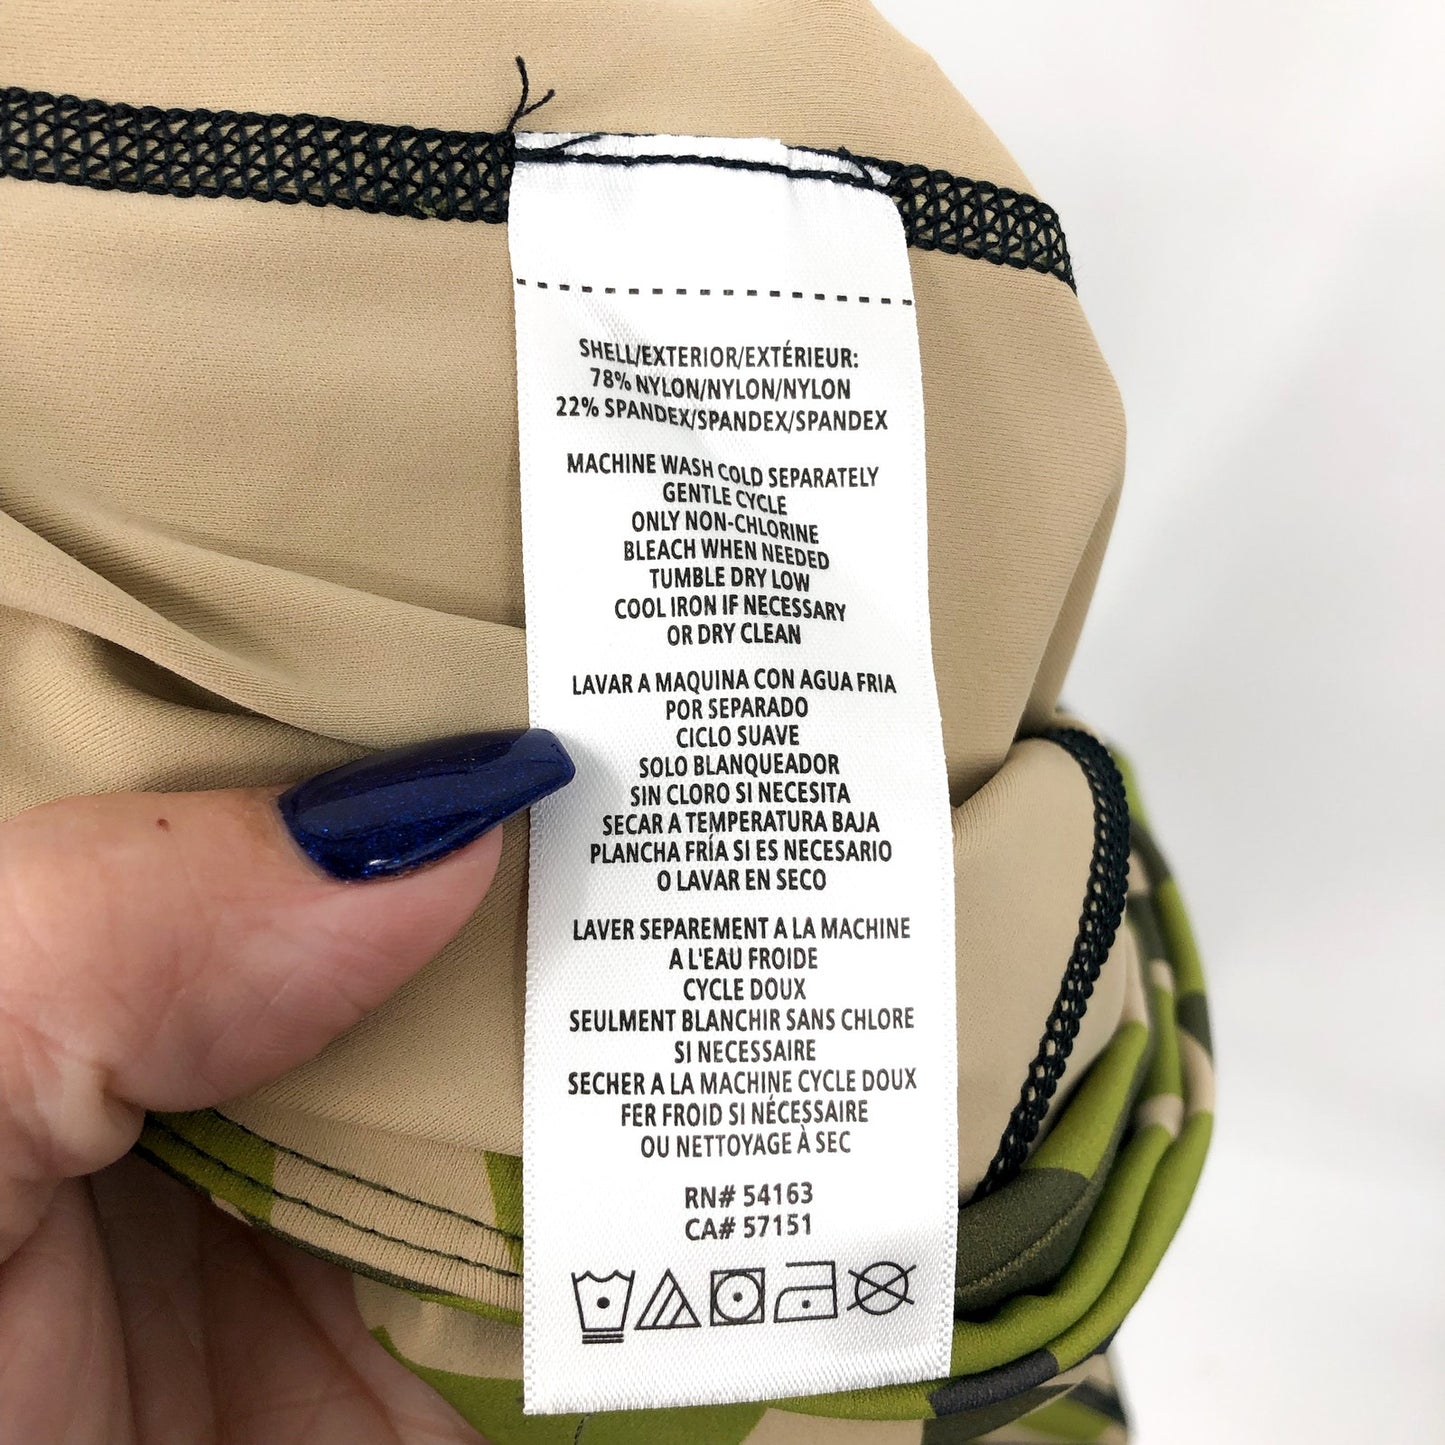 SHELL/EXTERIOR/EXTÉRIEUR:
78% NYLON/NYLON/NYLON
22% SPANDEX/SPANDEX/SPANDEX
MACHINE WASH COLD SEPARATELY
GENTLE CYCLE
ONLY NON-CHLORINE
BLEACH WHEN NEEDED
TUMBLE DRY LOW
COOL IRON IF NECESSARY
OR DRY CLEAN
LAVAR A MAQUINA CON AGUA FRIA
POR SEPARADO
CICLO SUAVE
SOLO BLANQUEADOR
SIN CLORO SI NECESITA
SECAR A TEMPERATURA BAJA
PLANCHA FRÍA SI ES NECESARIO
O LAVAR EN SECO
LAVER SEPAREMENT A LA MACHINE
A L'EAU FROIDE
CYCLE DOUX
SEULMENT BLANCHIR SANS CHLORE
SI NECESSAIRE
SECHER A LA MACHINE CYCLE DOUX
FER FROID SI NÉCESSAIRE
OU NETTOYAGE À SEC
RN# 54163
CA# 57151